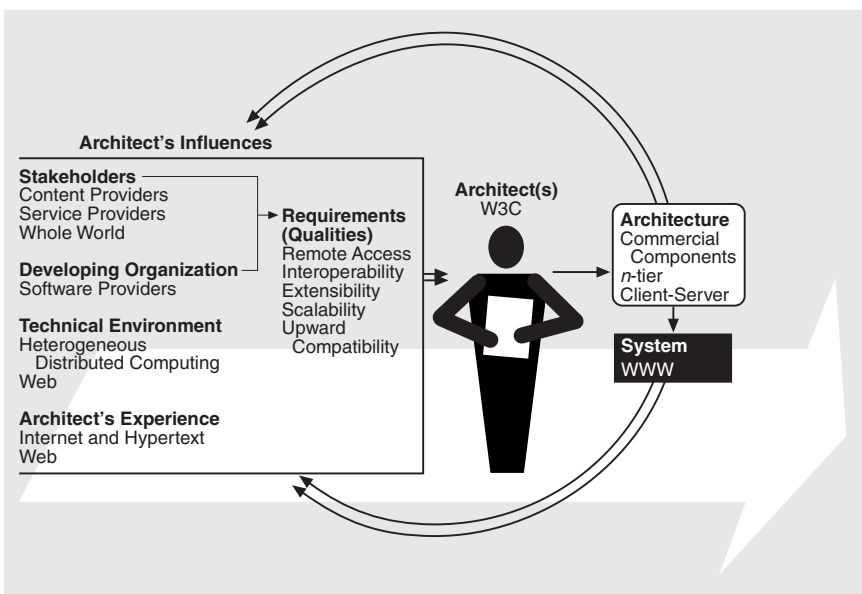 Architect's Influences
Stakeholders
Content Providers
Service Providers
Whole World
Developing Organization
Software Providers
Technical Environment
Heterogeneous
Distributed Computing
Web
Architect's Experience
Internet and Hypertext
Web
Requirements
(Qualities)
Remote Access
Interoperability
Extensibility
Scalability
Upward
Compatibility
Architect(s)
W3C
Architecture
Commercial
Components
n-tier
Client-Server
System
WWW